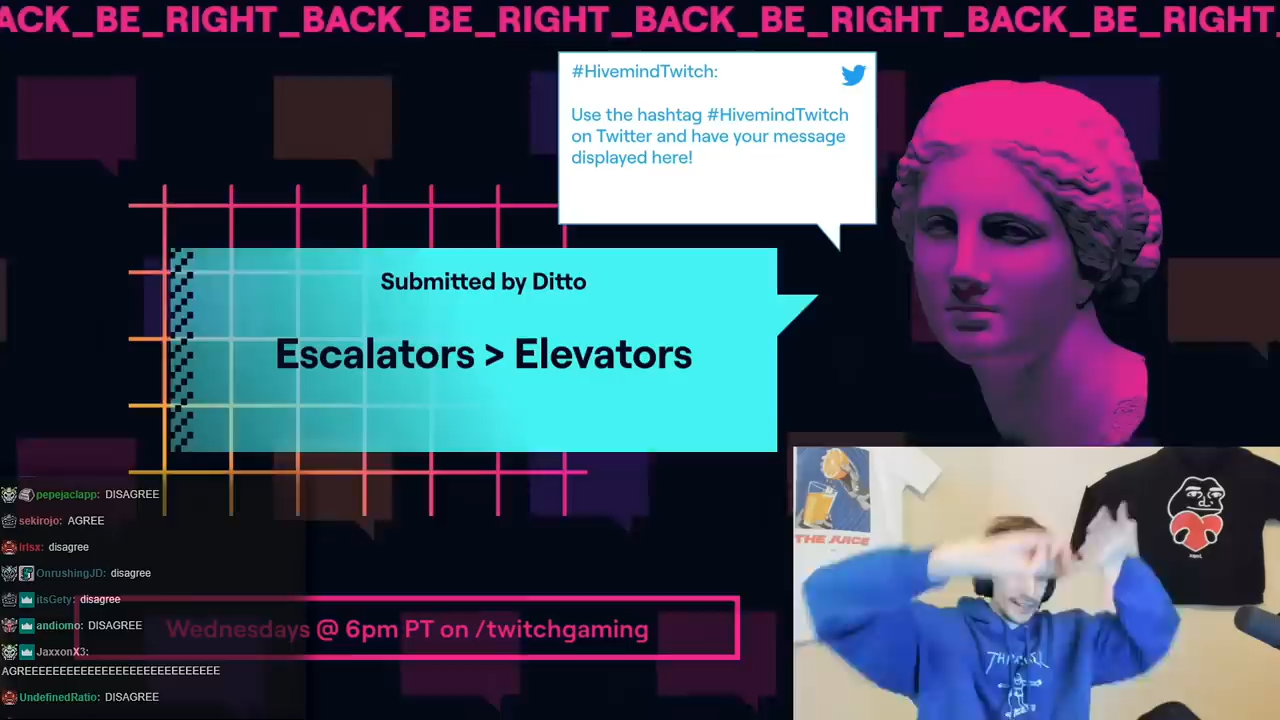 ACK_BE_RIGHT_BACK_BE_RIGHT_BACK_BE_RIGHT_BACK_BE_RIGHT_
#HivemindTwitch:
Use the hashtag #HivemindTwitch
on Twitter and have your message
displayed here!
Submitted by Ditto
Escalators > Elevators
pepejaclapp: DISAGREE
sekirojo: AGREE
irlsx: disagree
OnrushingJD: disagree
itsGety: disagree
andiomo: DISAGREE
JaxxonX3:
AGREEEEEEEEEEEEEEEEEEEEEEEEEEEE
UndefinedRatio: DISAGREE
Wednesdays @ 6pm PT on /twitchgaming
THE JUICE